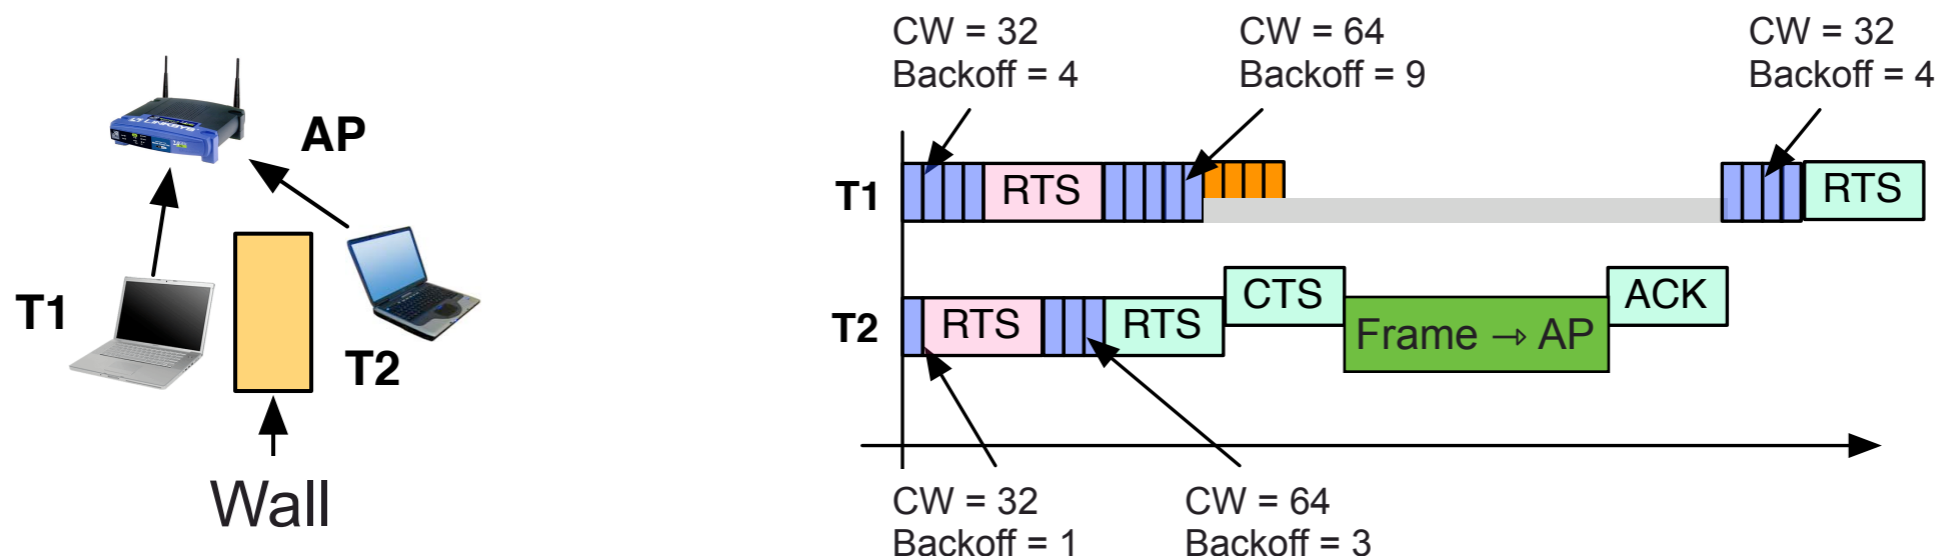 AP
T1
T2
Wall
CW = 32
Backoff = 4
CW = 64
Backoff = 9
CW = 32
Backoff = 4
T1
RTS
RTS
T2
RTS
RTS
CTS
Frame → AP
ACK
CW = 32
Backoff = 1
CW = 64
Backoff = 3
LINKSYS